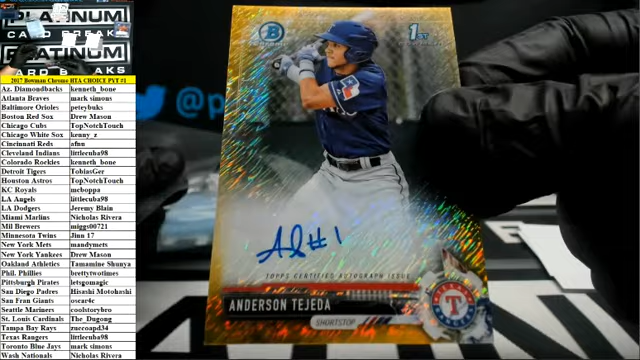 PLATINUM
CARD BREAKS
PLATINUM
CARD BREAKS
2017 Bowman Chrome HTA CHOICE PYT #1
Az. Diamondbacks kenneth_bone
Atlanta Braves mark simons
Baltimore Orioles peteybuks
Boston Red Sox Drew Mason
Chicago Cubs TopNotchTouch
Chicago White Sox kenny_z
Cincinnati Reds afinn
Cleveland Indians littlecuba98
Colorado Rockies kenneth_bone
Detroit Tigers TobiasGer
Houston Astros TopNotchTouch
KC Royals mcboppa
LA Angels littlecuba98
LA Dodgers Jeremy Blain
Miami Marlins Nicholas Rivera
Mil Brewers miggs00721
Minnesota Twins Jinu 17
New York Mets mandymets
New York Yankees Drew Mason
Oakland Athletics Tamamine Shunya
Phil. Phillies brettytwotimes
Pittsburgh Pirates letsgomagic
San Diego Padres Hisashi Motohashi
San Fran Giants oscar4c
Seattle Mariners coolstorybro
St. Louis Cardinals The_Dugong
Tampa Bay Rays zuccoapd34
Texas Rangers littlecuba98
Toronto Blue Jays mark simons
Wash Nationals Nicholas Rivera
@p
B
CHROME
1ST
A #1
TOPPS CERTIFIED AUTOGRAPH ISSUE
ANDERSON TEJEDA
SHORTSTOP
TEXAS
T
RANGERS